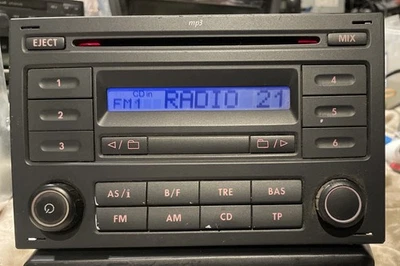 mp3
EJECT MIX
1 4
CD in
FM1 RADIO 21
2 5
3 6
AS/i B/F TRE BAS
FM AM CD TP